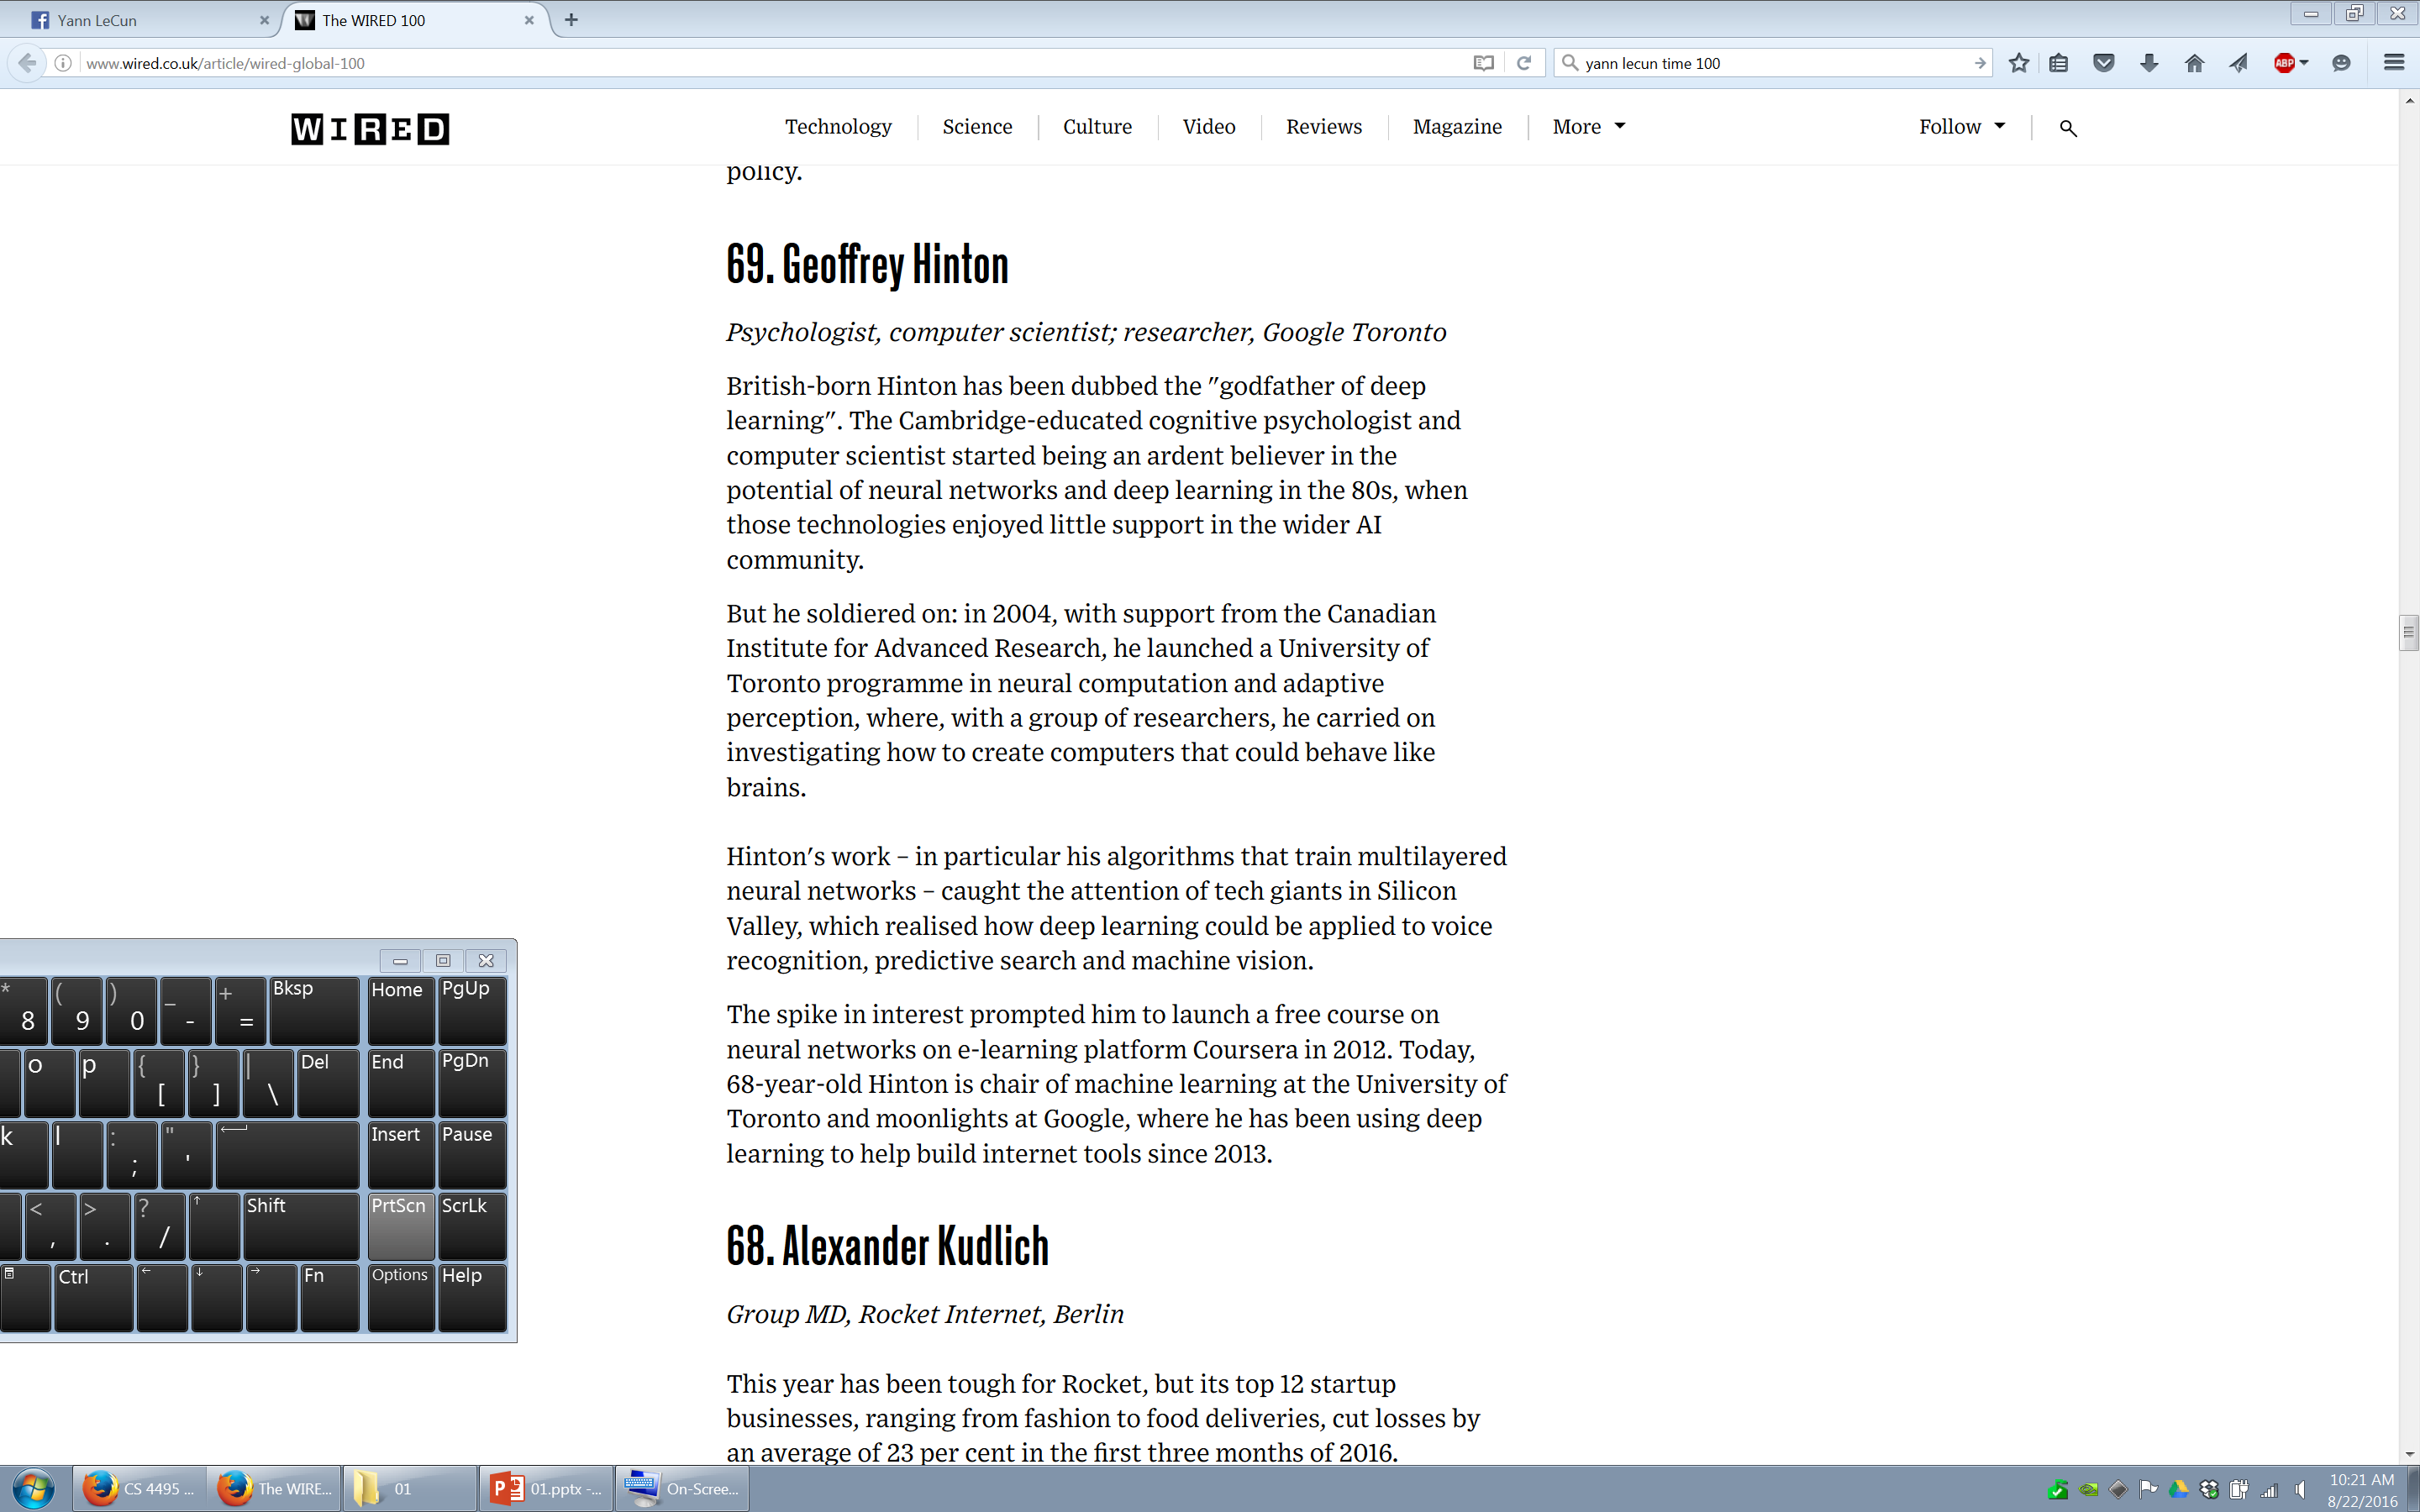 Yann LeCun
The WIRED 100
www.wired.co.uk/article/wired-global-100
yann lecun time 100
ABP
WIRED
Technology
Science
Culture
Video
Reviews
Magazine
More
Follow
policy.
69. Geoffrey Hinton
Psychologist, computer scientist; researcher, Google Toronto
British-born Hinton has been dubbed the "godfather of deep
learning". The Cambridge-educated cognitive psychologist and
computer scientist started being an ardent believer in the
potential of neural networks and deep learning in the 80s, when
those technologies enjoyed little support in the wider AI
community.
But he soldiered on: in 2004, with support from the Canadian
Institute for Advanced Research, he launched a University of
Toronto programme in neural computation and adaptive
perception, where, with a group of researchers, he carried on
investigating how to create computers that could behave like
brains.
Hinton's work – in particular his algorithms that train multilayered
neural networks – caught the attention of tech giants in Silicon
Valley, which realised how deep learning could be applied to voice
recognition, predictive search and machine vision.
The spike in interest prompted him to launch a free course on
neural networks on e-learning platform Coursera in 2012. Today,
68-year-old Hinton is chair of machine learning at the University of
Toronto and moonlights at Google, where he has been using deep
learning to help build internet tools since 2013.
68. Alexander Kudlich
Group MD, Rocket Internet, Berlin
This year has been tough for Rocket, but its top 12 startup
businesses, ranging from fashion to food deliveries, cut losses by
an average of 23 per cent in the first three months of 2016.
* 8 ( 9 ) 0 _ - + = Bksp Home PgUp
o p { [ } ] | \ Del End PgDn
k l : ; " ' Insert Pause
< , > . ? / ↑ Shift PrtScn ScrLk
Ctrl ← ↓ → Fn Options Help
CS 4495 ...
The WIRE...
01
01.pptx -...
On-Scree...
10:21 AM
8/22/2016